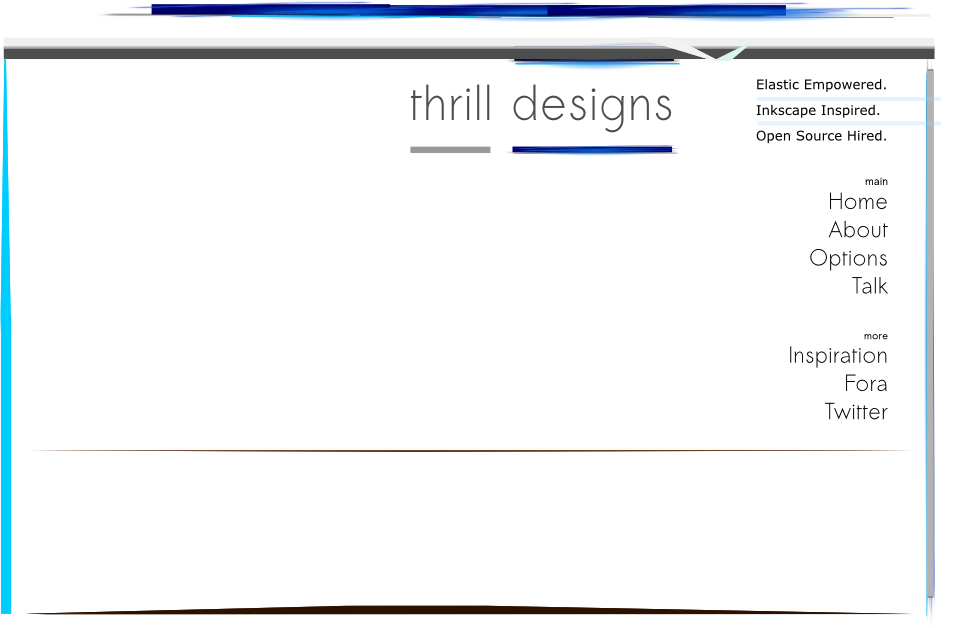 thrill designs
Elastic Empowered.
Inkscape Inspired.
Open Source Hired.
main
Home
About
Options
Talk
more
Inspiration
Fora
Twitter